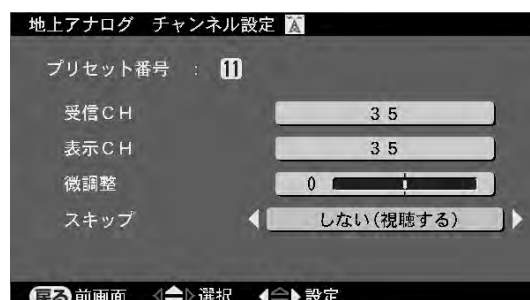 地上アナログ チャンネル設定 A
プリセット番号 : 11
受信CH 35
表示CH 35
微調整 0
スキップ しない(視聴する)
戻る 前画面 選択 設定